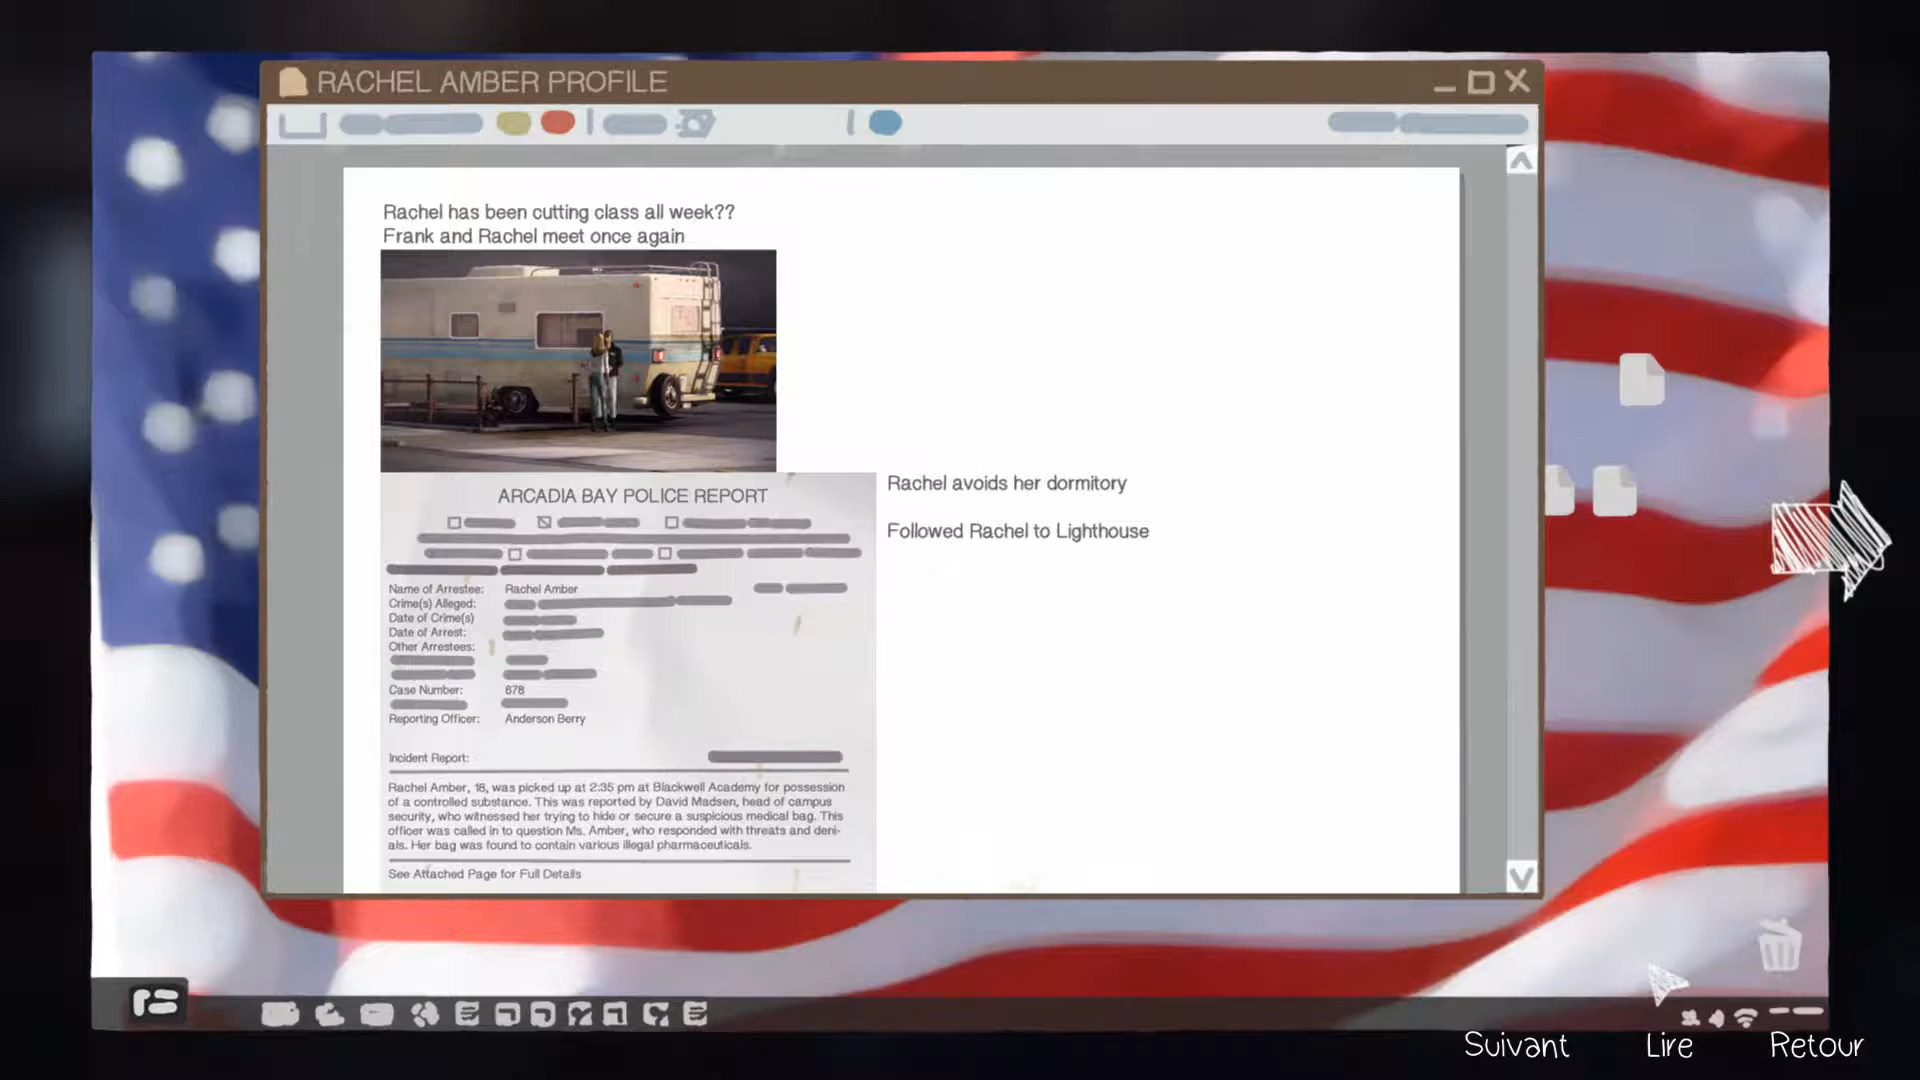 RACHEL AMBER PROFILE
Rachel has been cutting class all week??
Frank and Rachel meet once again
ARCADIA BAY POLICE REPORT
Name of Arrestee: Rachel Amber
Crime(s) Alleged:
Date of Crime(s)
Date of Arrest:
Other Arrestees:
Case Number: 678
Reporting Officer: Anderson Berry
Incident Report:
Rachel Amber, 18, was picked up at 2:35 pm at Blackwell Academy for possession
of a controlled substance. This was reported by David Madsen, head of campus
security, who witnessed her trying to hide or secure a suspicious medical bag. This
officer was called in to question Ms. Amber, who responded with threats and deni-
als. Her bag was found to contain various illegal pharmaceuticals.
See Attached Page for Full Details
Rachel avoids her dormitory
Followed Rachel to Lighthouse
Suivant Lire Retour